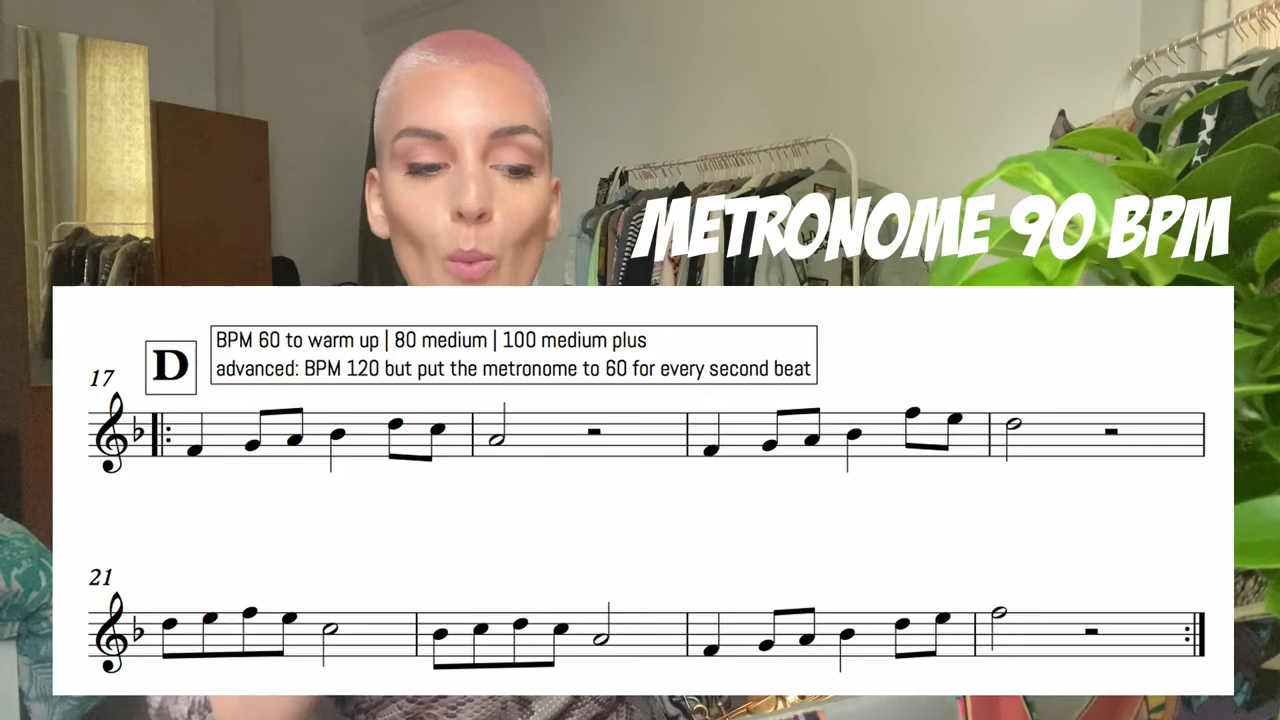 METRONOME 90 BPM
D
BPM 60 to warm up | 80 medium | 100 medium plus
advanced: BPM 120 but put the metronome to 60 for every second beat
17
21